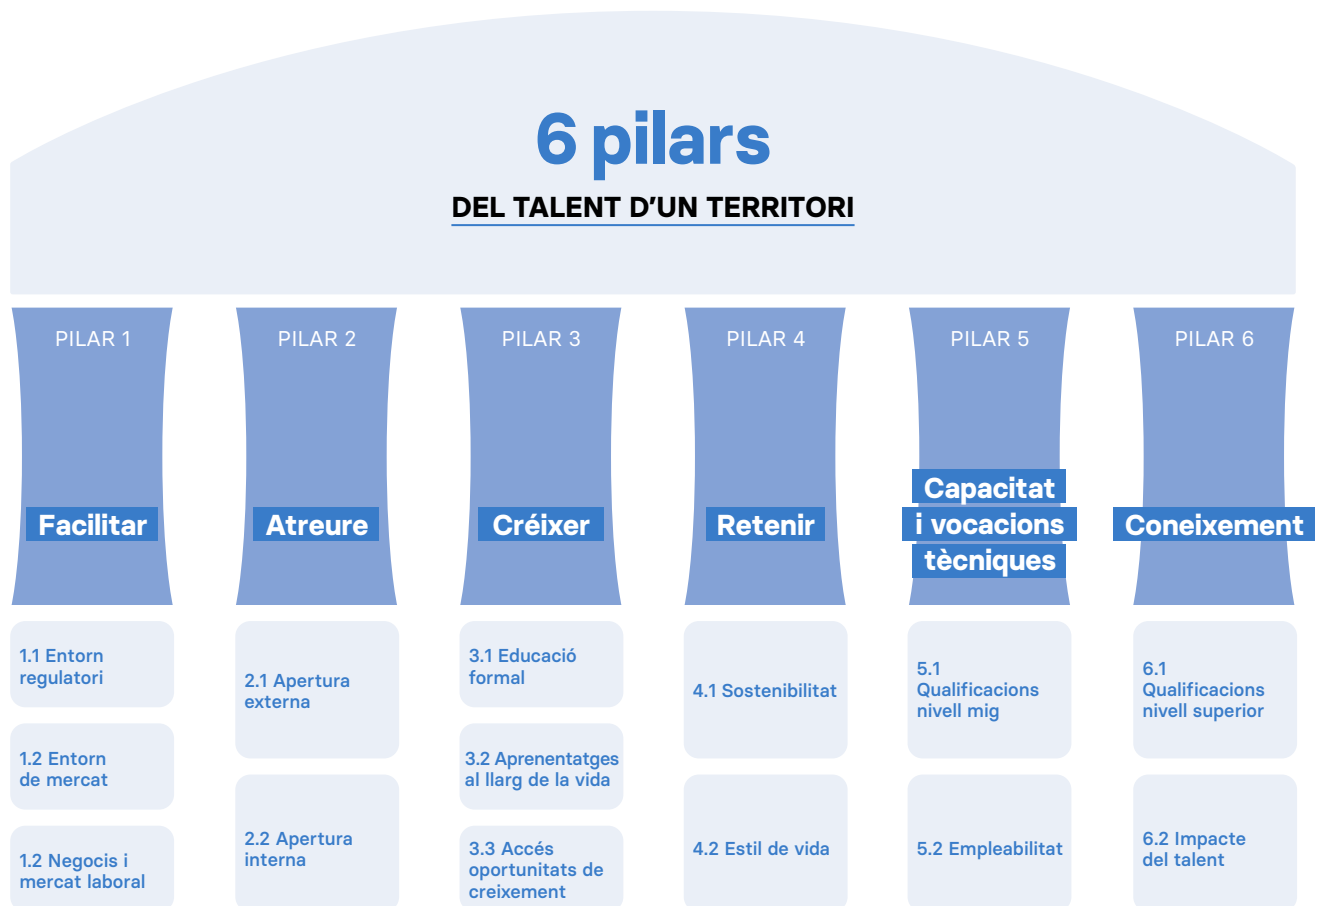 6 pilars
DEL TALENT D'UN TERRITORI
PILAR 1
Facilitar
1.1 Entorn
regulatori
1.2 Entorn
de mercat
1.2 Negocis i
mercat laboral
PILAR 2
Atreure
2.1 Apertura
externa
2.2 Apertura
interna
PILAR 3
Créixer
3.1 Educació
formal
3.2 Aprenentatges
al llarg de la vida
3.3 Accés
oportunitats de
creixement
PILAR 4
Retenir
4.1 Sostenibilitat
4.2 Estil de vida
PILAR 5
Capacitat
i vocacions
tècniques
5.1
Qualificacions
nivell mig
5.2 Empleabilitat
PILAR 6
Coneixement
6.1
Qualificacions
nivell superior
6.2 Impacte
del talent